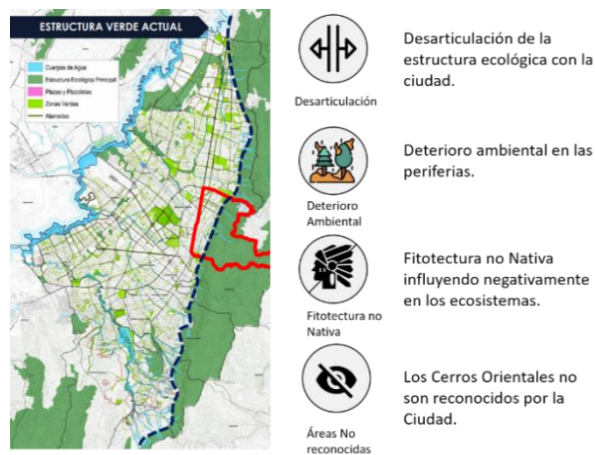 ESTRUCTURA VERDE ACTUAL
Cuerpos de Agua
Estructura Ecológica Principal
Plazas y Plazoletas
Zonas Verdes
Alamedas
Desarticulación
Desarticulación de la
estructura ecológica con la
ciudad.
Deterioro
Ambiental
Deterioro ambiental en las
periferias.
Fitotectura no
Nativa
Fitotectura no Nativa
influyendo negativamente
en los ecosistemas.
Áreas No
reconocidas
Los Cerros Orientales no
son reconocidos por la
Ciudad.